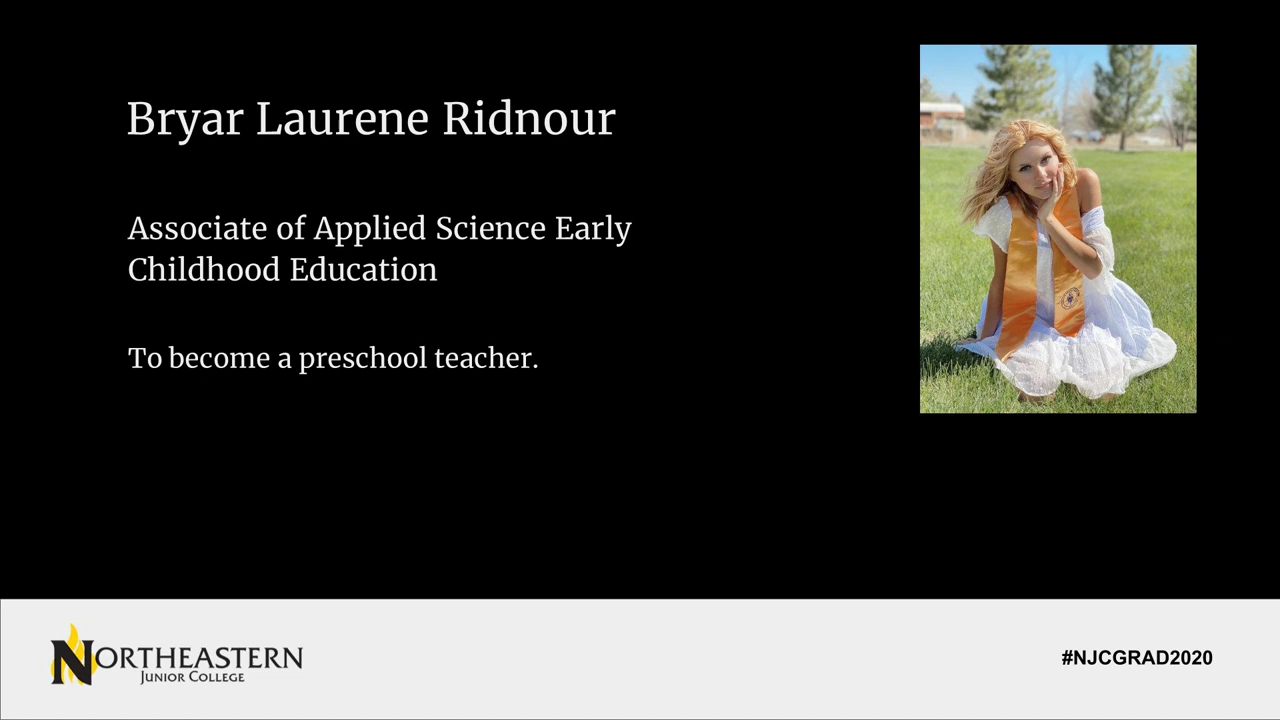 Bryar Laurene Ridnour
Associate of Applied Science Early
Childhood Education
To become a preschool teacher.
NORTHEASTERN
JUNIOR COLLEGE
#NJCGRAD2020